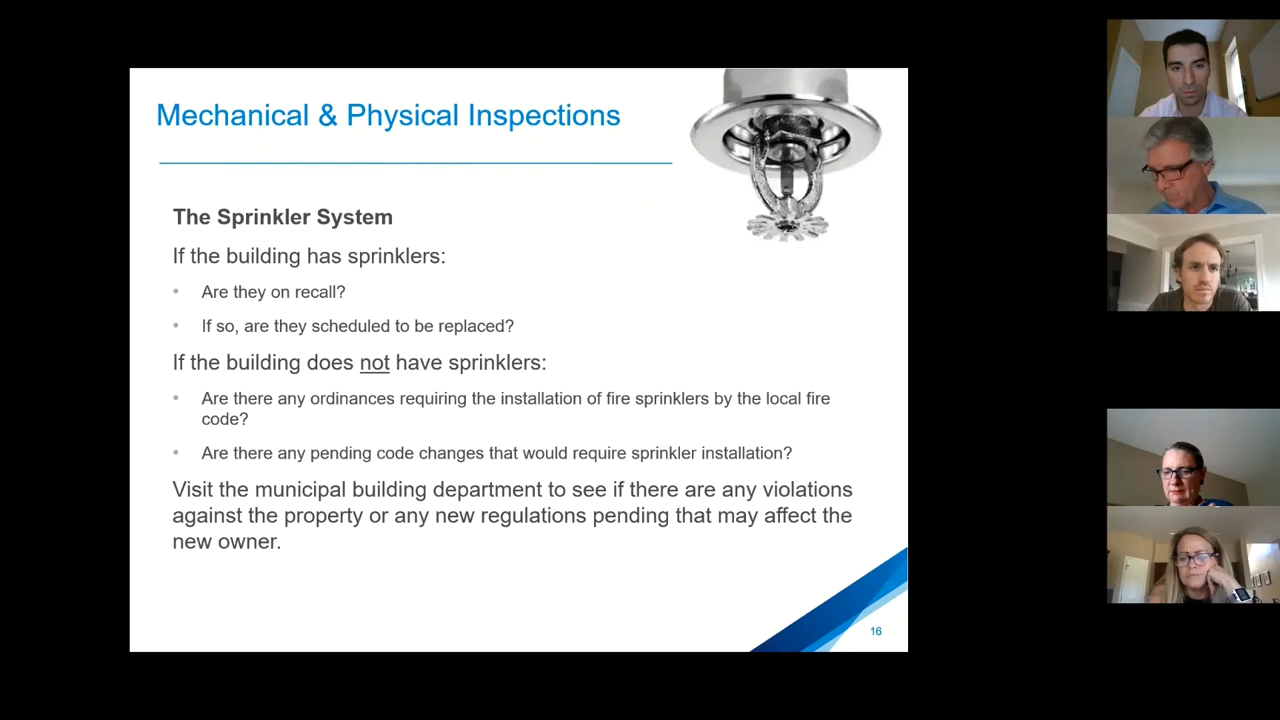 Mechanical & Physical Inspections
The Sprinkler System
If the building has sprinklers:
• Are they on recall?
• If so, are they scheduled to be replaced?
If the building does not have sprinklers:
• Are there any ordinances requiring the installation of fire sprinklers by the local fire
code?
• Are there any pending code changes that would require sprinkler installation?
Visit the municipal building department to see if there are any violations
against the property or any new regulations pending that may affect the
new owner.
16